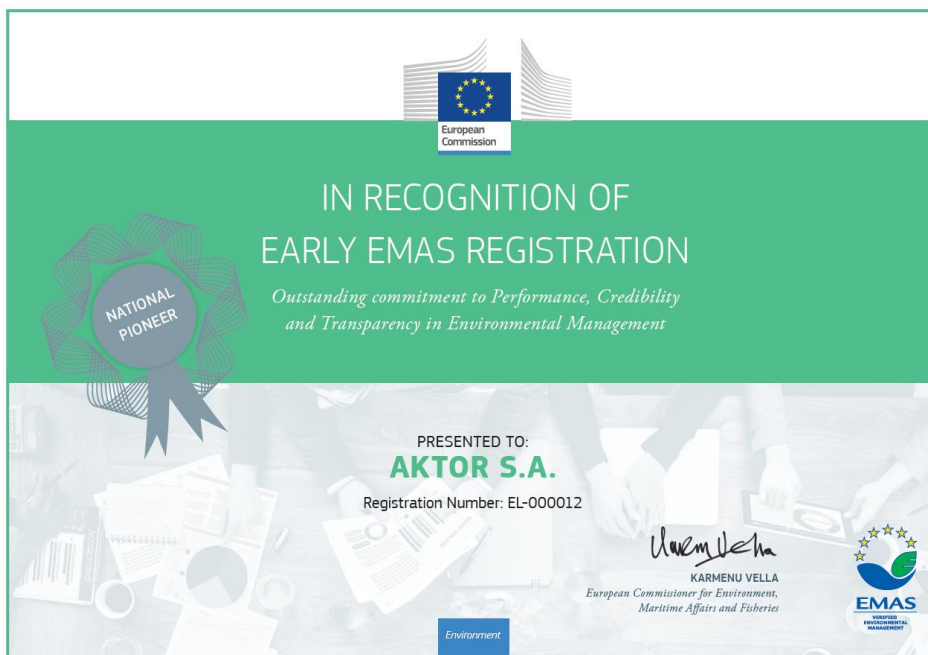 European
Commission
IN RECOGNITION OF
EARLY EMAS REGISTRATION
Outstanding commitment to Performance, Credibility
and Transparency in Environmental Management
NATIONAL
PIONEER
PRESENTED TO:
AKTOR S.A.
Registration Number: EL-000012
KARMENU VELLA
European Commissioner for Environment,
Maritime Affairs and Fisheries
EMAS
VERIFIED
ENVIRONMENTAL
MANAGEMENT
Environment